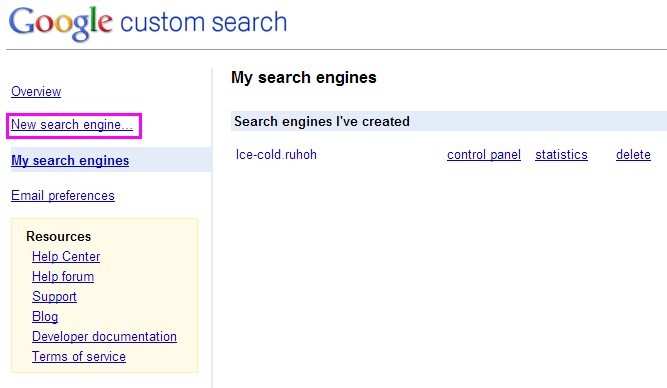 Google custom search
Overview
New search engine...
My search engines
Email preferences
Resources
Help Center
Help forum
Support
Blog
Developer documentation
Terms of service
My search engines
Search engines I've created
Ice-cold.ruhoh control panel statistics delete